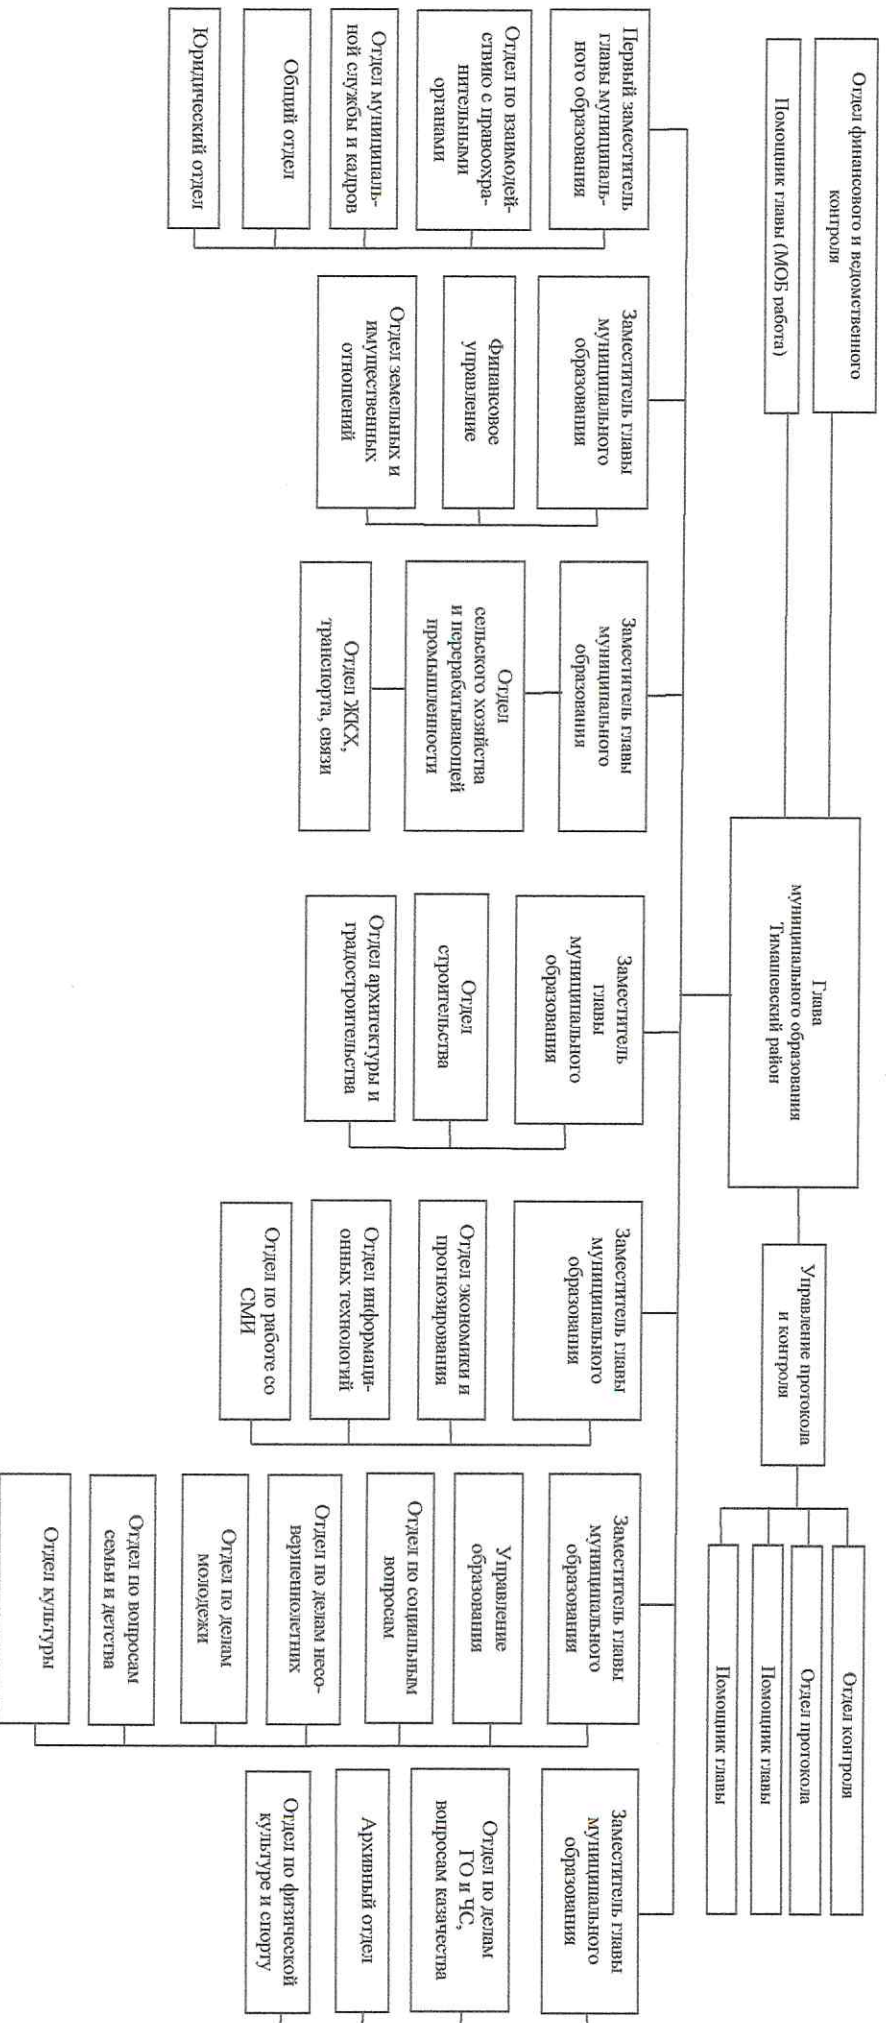 Отдел финансового и ведомственного
контроля
Помощник главы (МОБ работа)
Глава
муниципального образования
Тимашевский район
Управление протокола
и контроля
Отдел контроля
Отдел протокола
Помощник главы
Помощник главы
Первый заместитель
главы муниципаль-
ного образования
Отдел по взаимодей-
ствию с правоохра-
нительными
органами
Отдел муниципаль-
ной службы и кадров
Общий отдел
Юридический отдел
Заместитель главы
муниципального
образования
Финансовое
управление
Отдел земельных и
имущественных
отношений
Заместитель главы
муниципального
образования
Отдел
сельского хозяйства
и перерабатывающей
промышленности
Отдел ЖКХ,
транспорта, связи
Заместитель
главы
муниципального
образования
Отдел
строительства
Отдел архитектуры и
градостроительства
Заместитель главы
муниципального
образования
Отдел экономики и
прогнозирования
Отдел информаци-
онных технологий
Отдел по работе со
СМИ
Заместитель главы
муниципального
образования
Управление
образования
Отдел по социальным
вопросам
Отдел по делам несо-
вершеннолетних
Отдел по делам
молодежи
Отдел по вопросам
семьи и детства
Отдел культуры
Заместитель главы
муниципального
образования
Отдел по делам
ГО и ЧС,
вопросам казачества
Архивный отдел
Отдел по физической
культуре и спорту